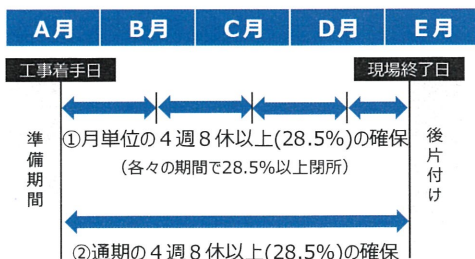 A月 B月 C月 D月 E月
工事着手日 現場終了日
①月単位の４週８休以上(28.5%)の確保
（各々の期間で28.5%以上閉所）
準備期間
後片付け
②通期の４週８休以上(28.5%)の確保